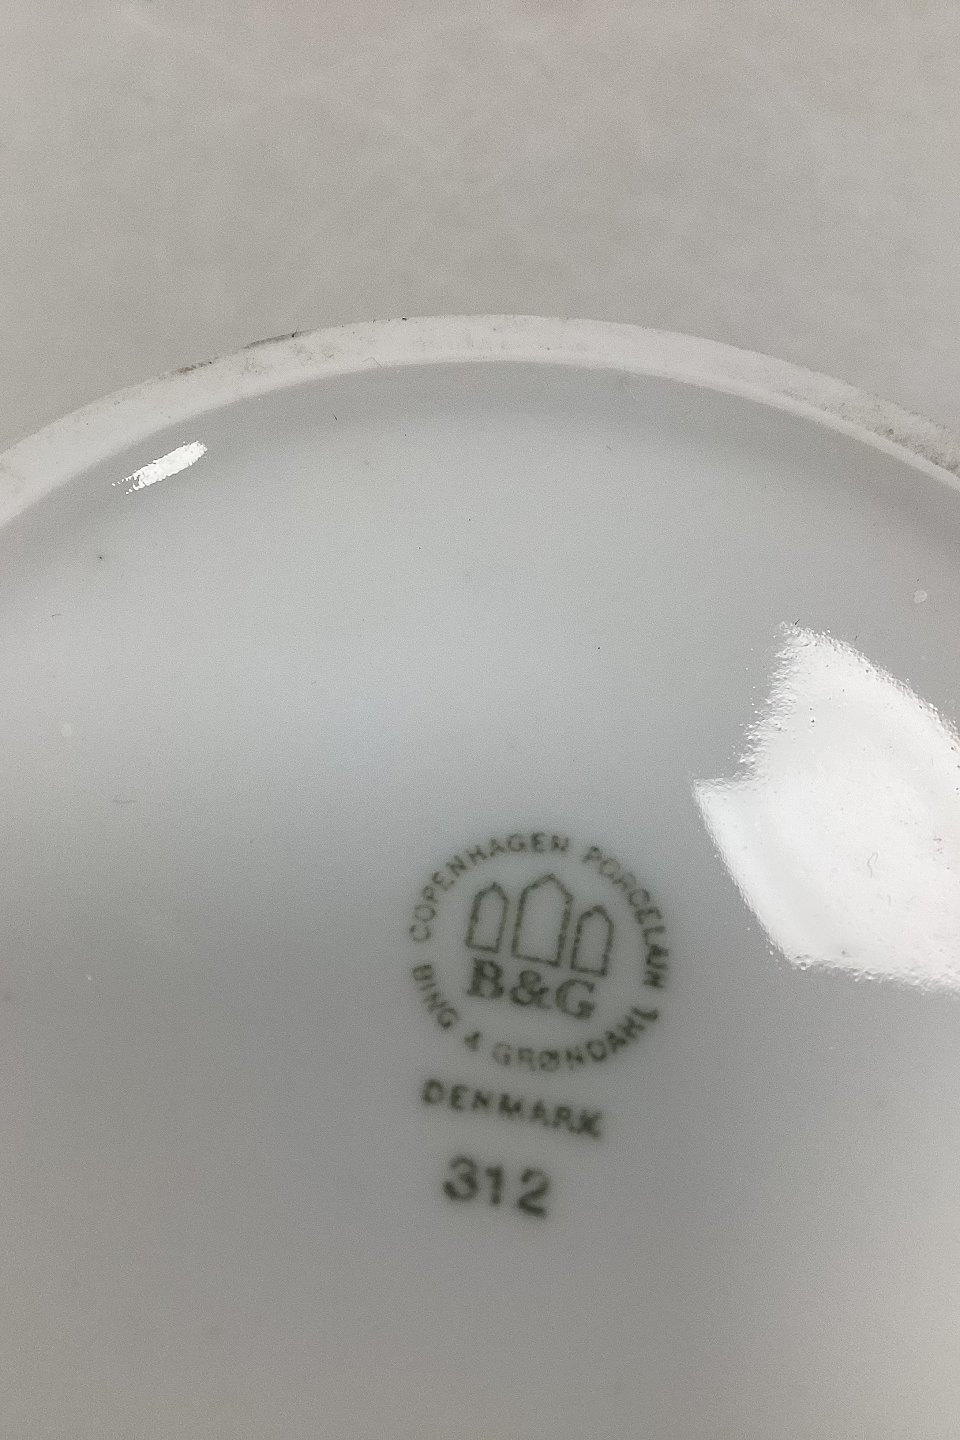 COPENHAGEN PORCELAIN
B&G
BING & GRØNDAHL
DENMARK
312